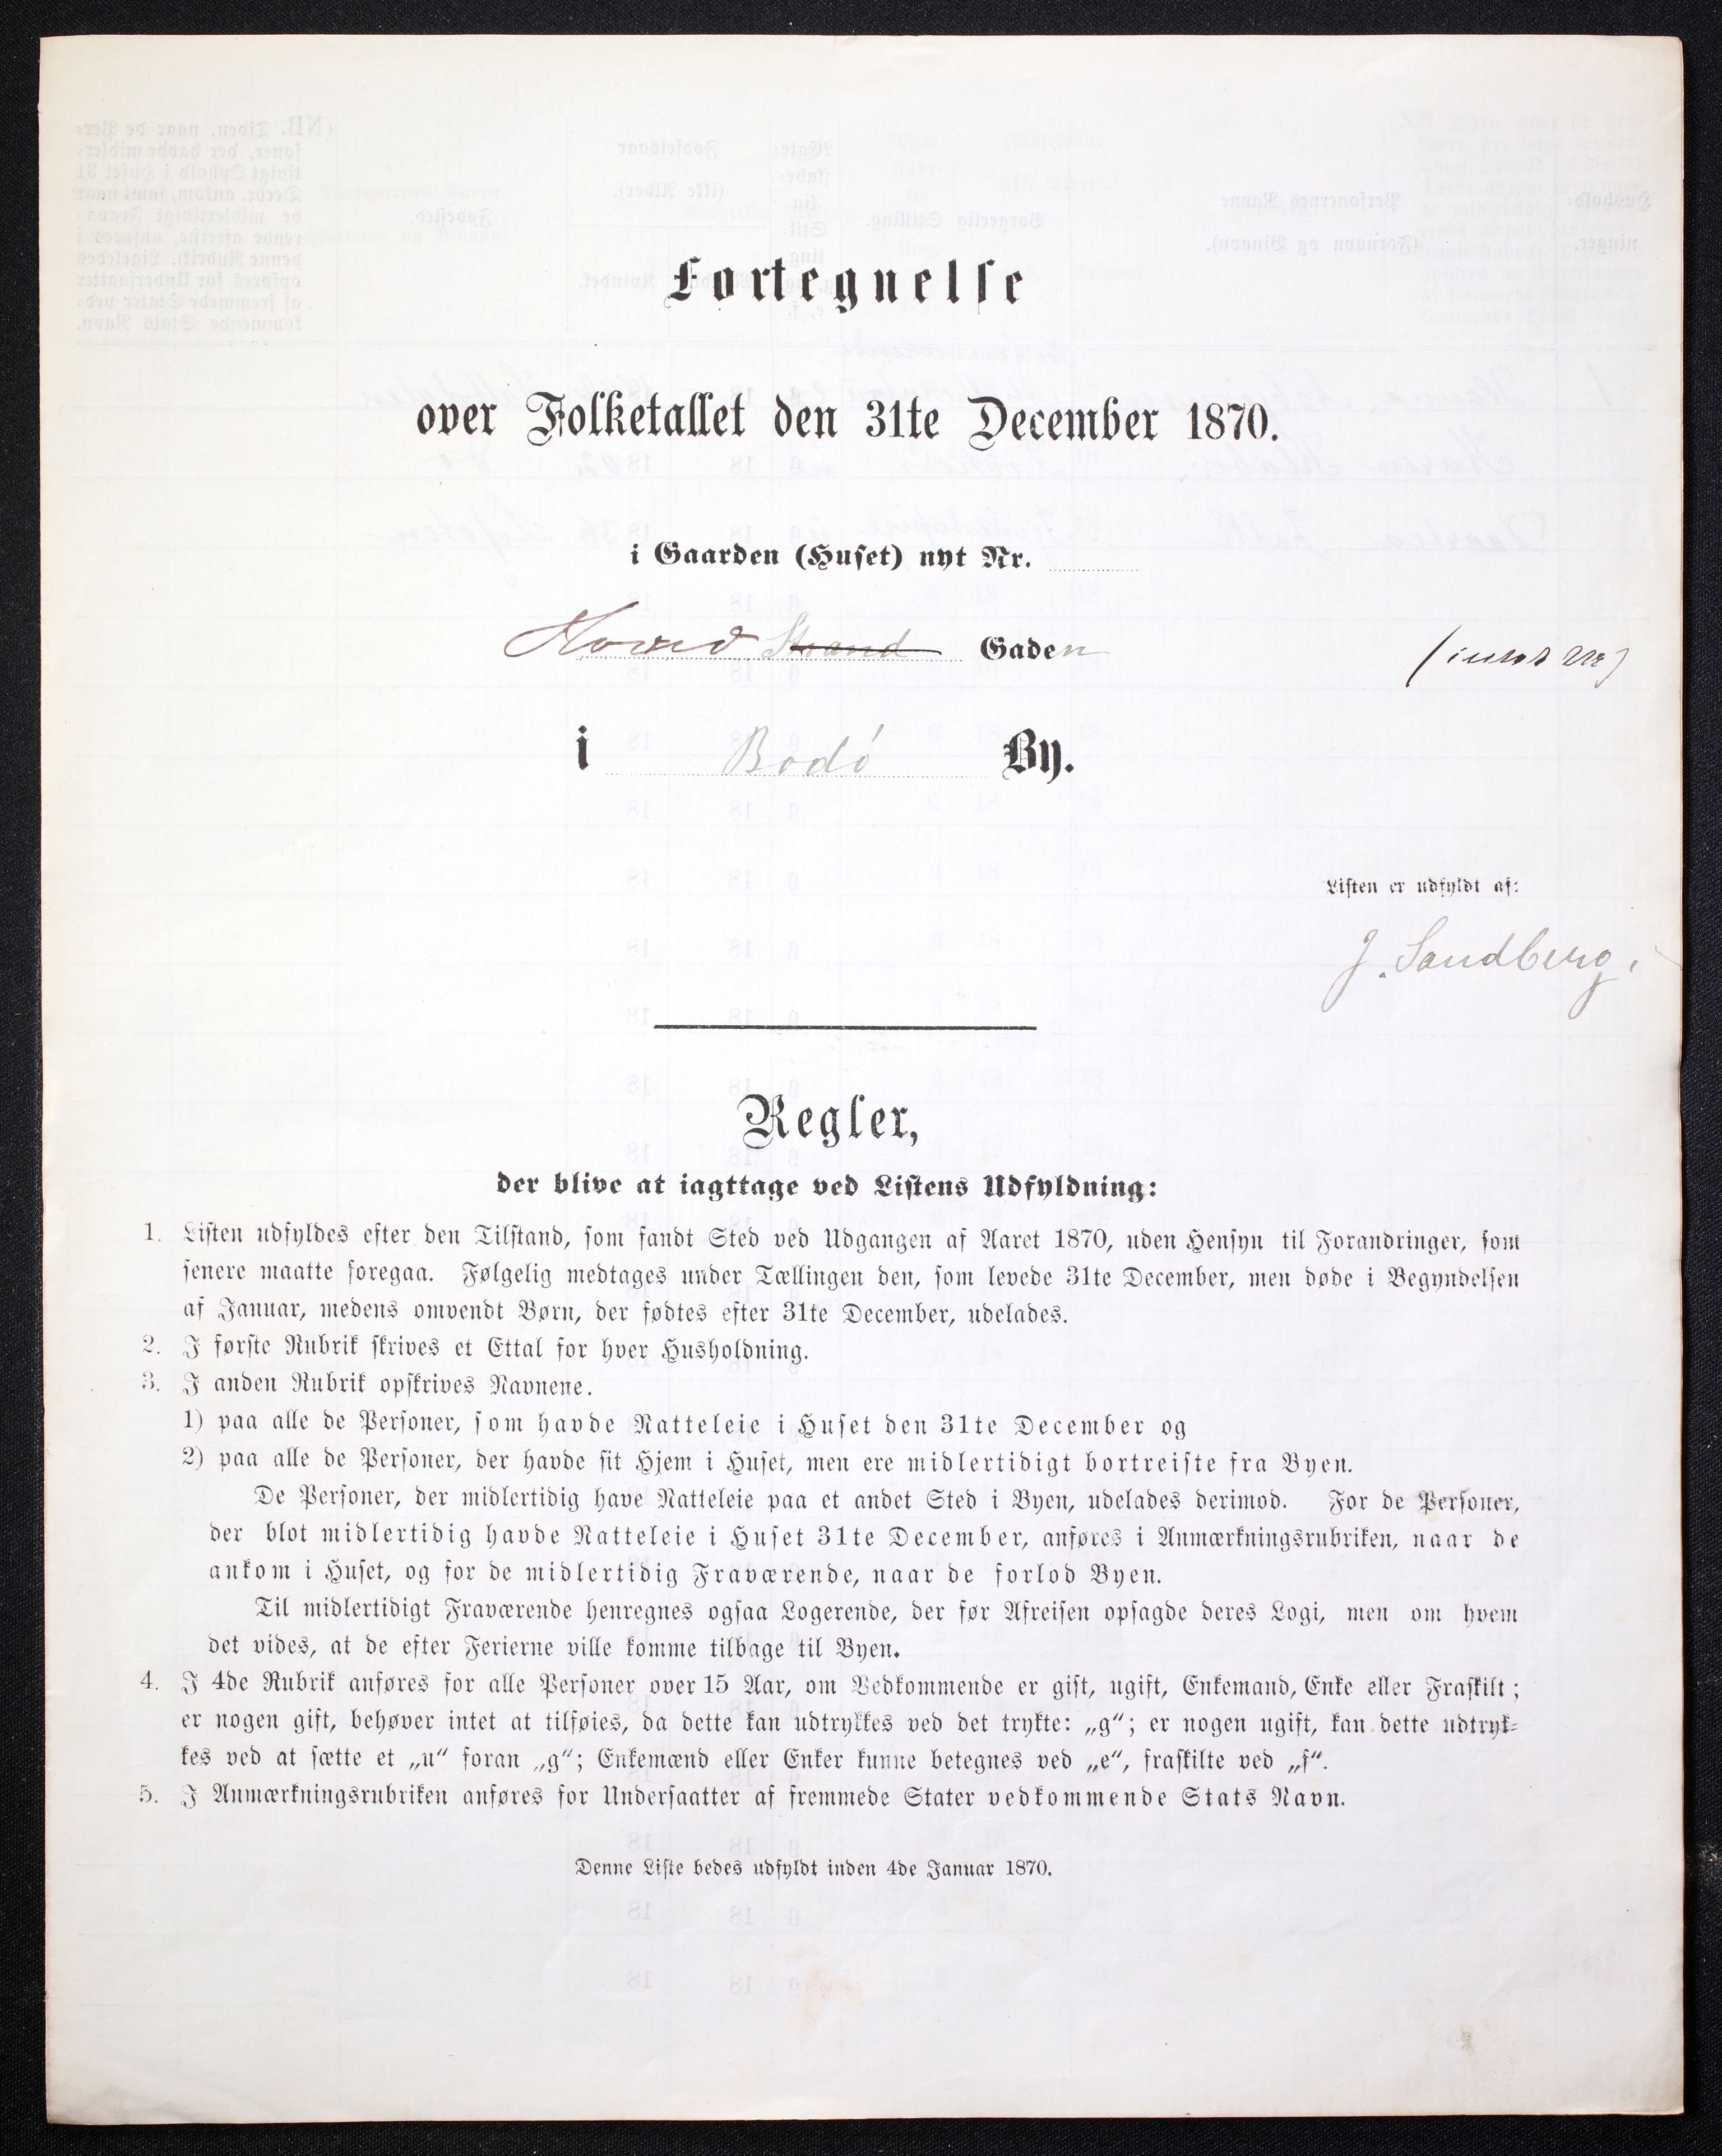 Fortegnelse
over Folketallet den 31te December 1870.
i Gaarden (Huset) nyt Nr.
Hoved Strand Gaden
(intet Nr)
i Bodó By.
Listen er udfyldt af:
J. Sandberg.
Regler,
der blive at iagttage ved Listens Udfyldning:
1. Listen udfyldes efter den Tilstand, som fandt Sted ved Udgangen af Aaret 1870, uden Hensyn til Forandringer, som
senere maatte foregaa. Følgelig medtages under Tællingen den, som levede 31te December, men døde i Begyndelsen
af Januar, medens omvendt Børn, der fødtes efter 31te December, udelades.
2. I første Rubrik skrives et Ettal for hver Husholdning.
3. I anden Rubrik opskrives Navnene.
1) paa alle de Personer, som havde Natteleie i Huset den 31te December og
2) paa alle de Personer, der havde sit Hjem i Huset, men ere midlertidigt bortreiste fra Byen.
De Personer, der midlertidig have Natteleie paa et andet Sted i Byen, udelades derimod. For de Personer,
der blot midlertidig havde Natteleie i Huset 31te December, anføres i Anmærkningsrubriken, naar de
ankom i Huset, og for de midlertidig Fraværende, naar de forlod Byen.
Til midlertidigt Fraværende henregnes ogsaa Logerende, der før Afreisen opsagde deres Logi, men om hvem
det vides, at de efter Ferierne ville komme tilbage til Byen.
4. I 4de Rubrik anføres for alle Personer over 15 Aar, om Vedkommende er gift, ugift, Enkemand, Enke eller Fraskilt;
er nogen gift, behøver intet at tilføies, da dette kan udtrykkes ved det trykte: „g“; er nogen ugift, kan dette udtryk-
kes ved at sætte et „u“ foran „g“; Enkemænd eller Enker kunne betegnes ved „e“, fraskilte ved „f“.
5. I Anmærkningsrubriken anføres for Undersaatter af fremmede Stater vedkommende Stats Navn.
Denne Liste bedes udfyldt inden 4de Januar 1870.